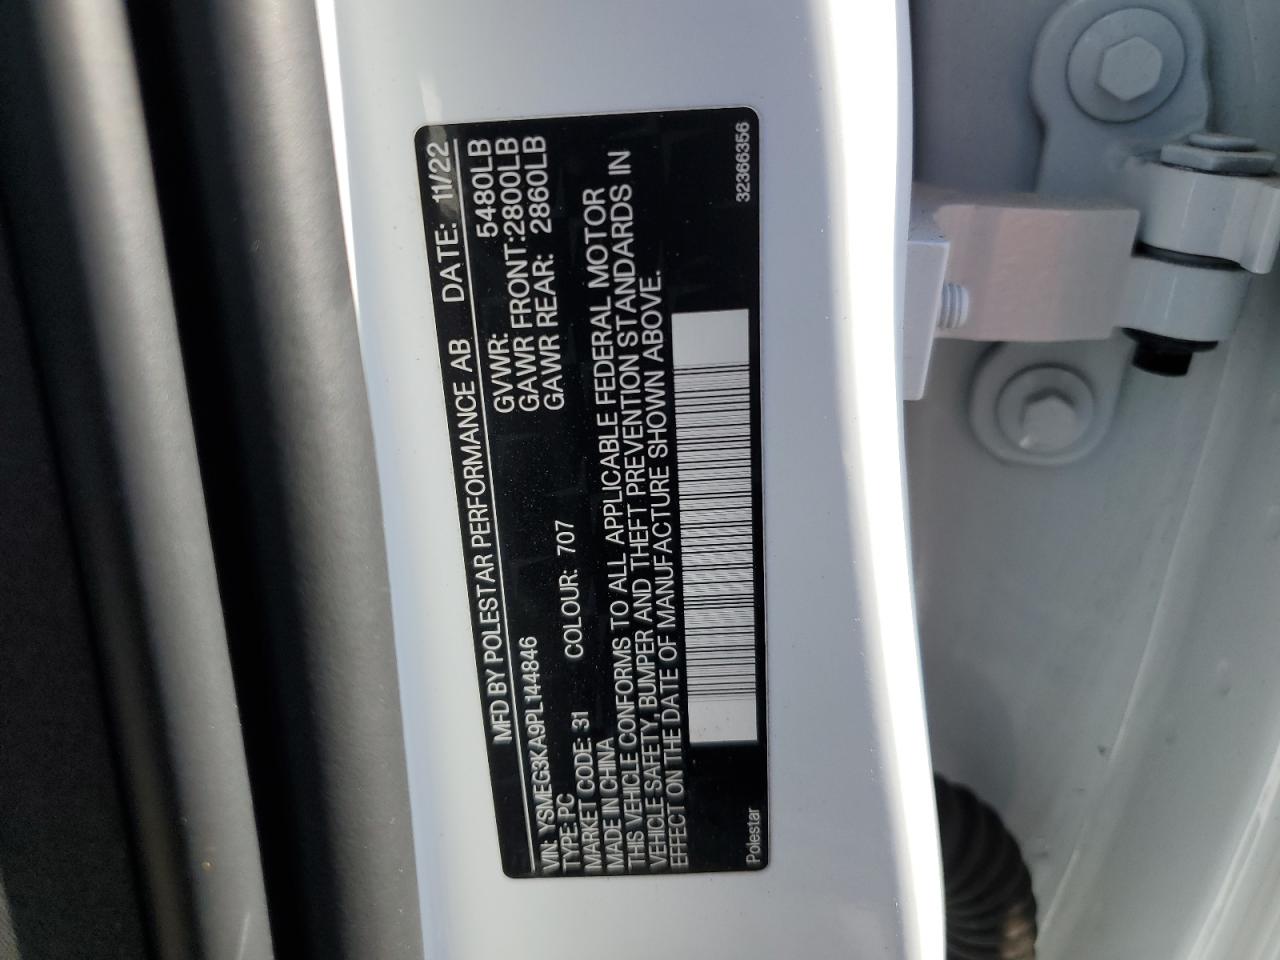 MFD BY POLESTAR PERFORMANCE AB DATE: 11/22
VIN: YSMEG3KA9PL144846 GVWR: 5480LB
TYPE: PC GAWR FRONT: 2800LB
MARKET CODE: 31 COLOUR: 707 GAWR REAR: 2860LB
MADE IN CHINA
THIS VEHICLE CONFORMS TO ALL APPLICABLE FEDERAL MOTOR
VEHICLE SAFETY, BUMPER AND THEFT PREVENTION STANDARDS IN
EFFECT ON THE DATE OF MANUFACTURE SHOWN ABOVE.
Polestar 32366356